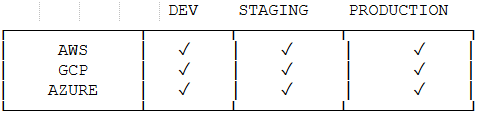 DEV STAGING PRODUCTION
AWS ✓ ✓ ✓
GCP ✓ ✓ ✓
AZURE ✓ ✓ ✓